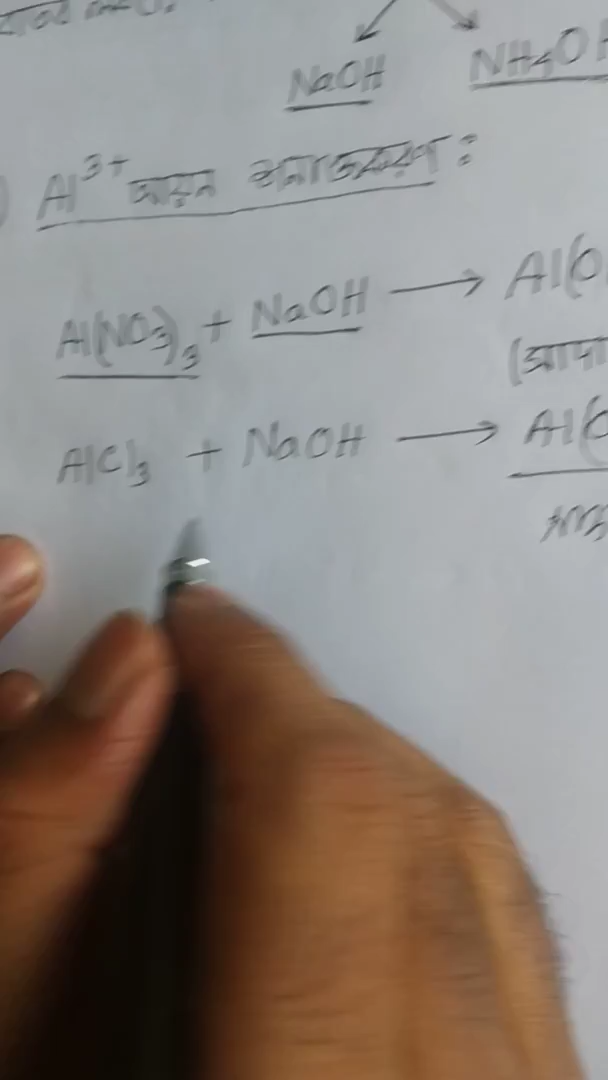 NaOH NH4OH
Al³⁺ আয়ন শনাক্তকরণ :
Al(NO3)3 + NaOH → Al(O
(সাদা
AlCl3 + NaOH → Al(O